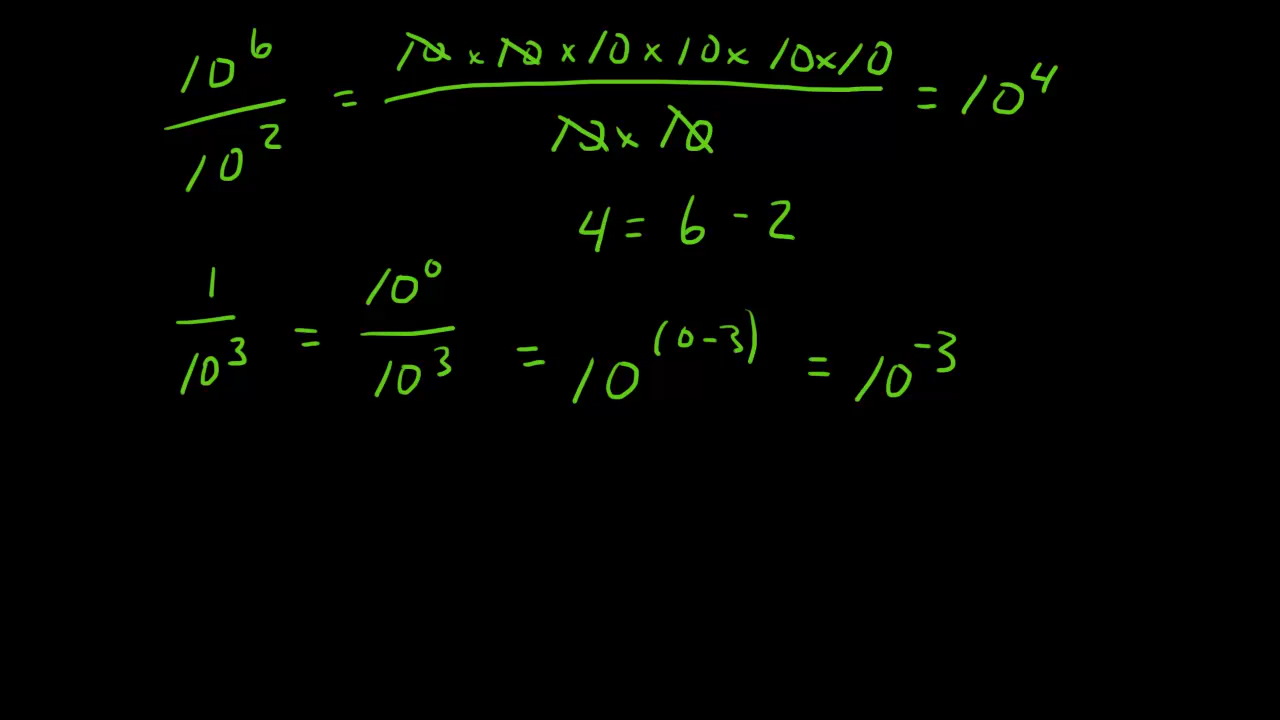 10^6 / 10^2 = (10 × 10 × 10 × 10 × 10 × 10) / (10 × 10) = 10^4
4 = 6 - 2
1 / 10^3 = 10^0 / 10^3 = 10^(0-3) = 10^-3